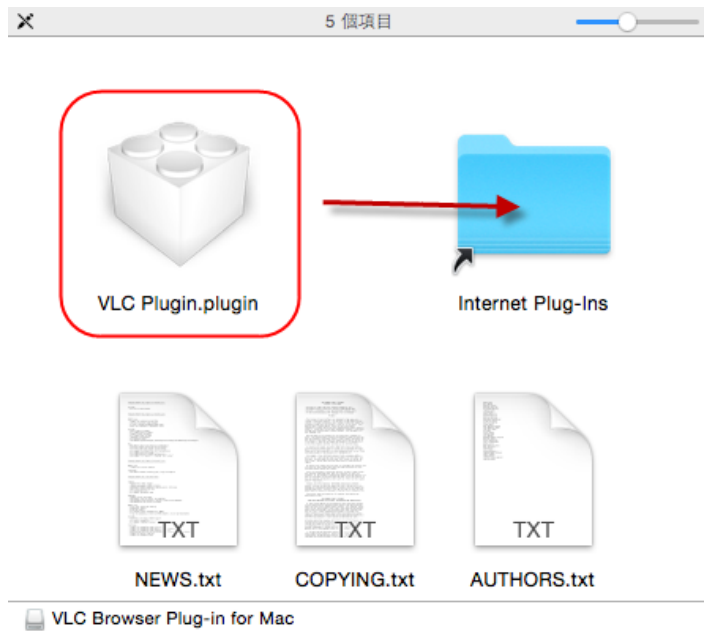 5 個項目
VLC Plugin.plugin
Internet Plug-Ins
TXT
TXT
TXT
NEWS.txt
COPYING.txt
AUTHORS.txt
VLC Browser Plug-in for Mac